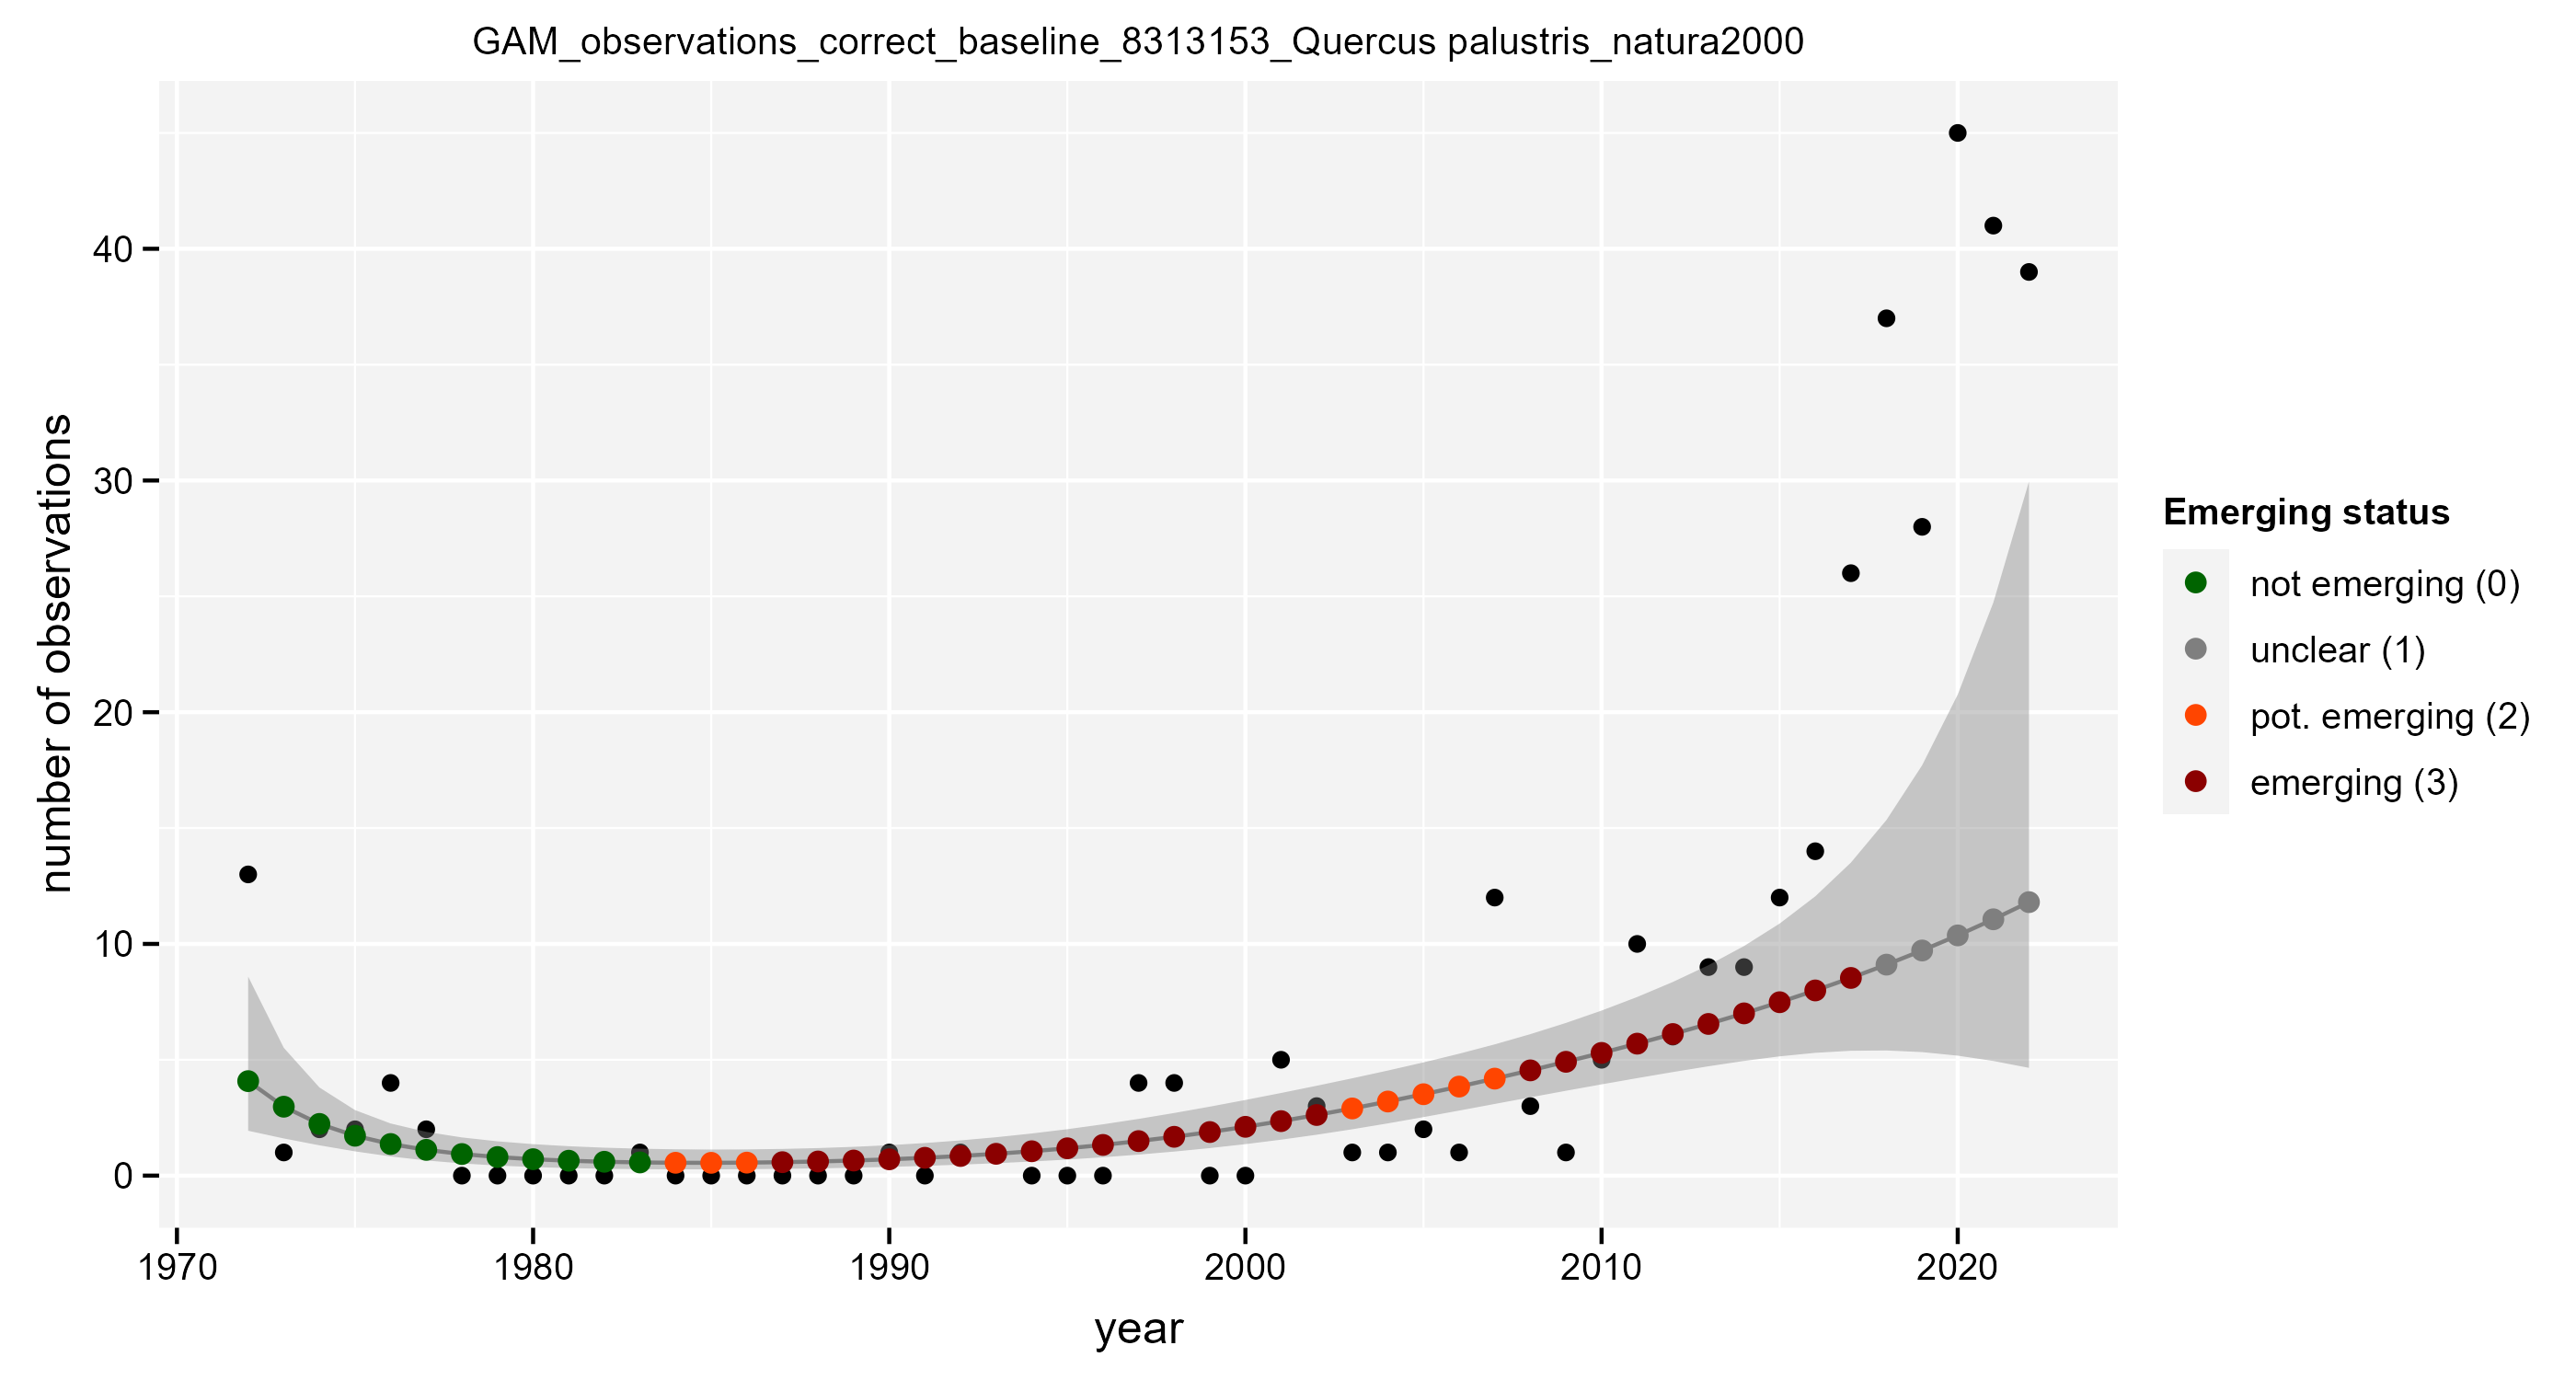 GAM_observations_correct_baseline_8313153_Quercus palustris_natura2000
number of observations
40
30
20
10
0
1970
1980
1990
2000
2010
2020
year
Emerging status
not emerging (0)
unclear (1)
pot. emerging (2)
emerging (3)